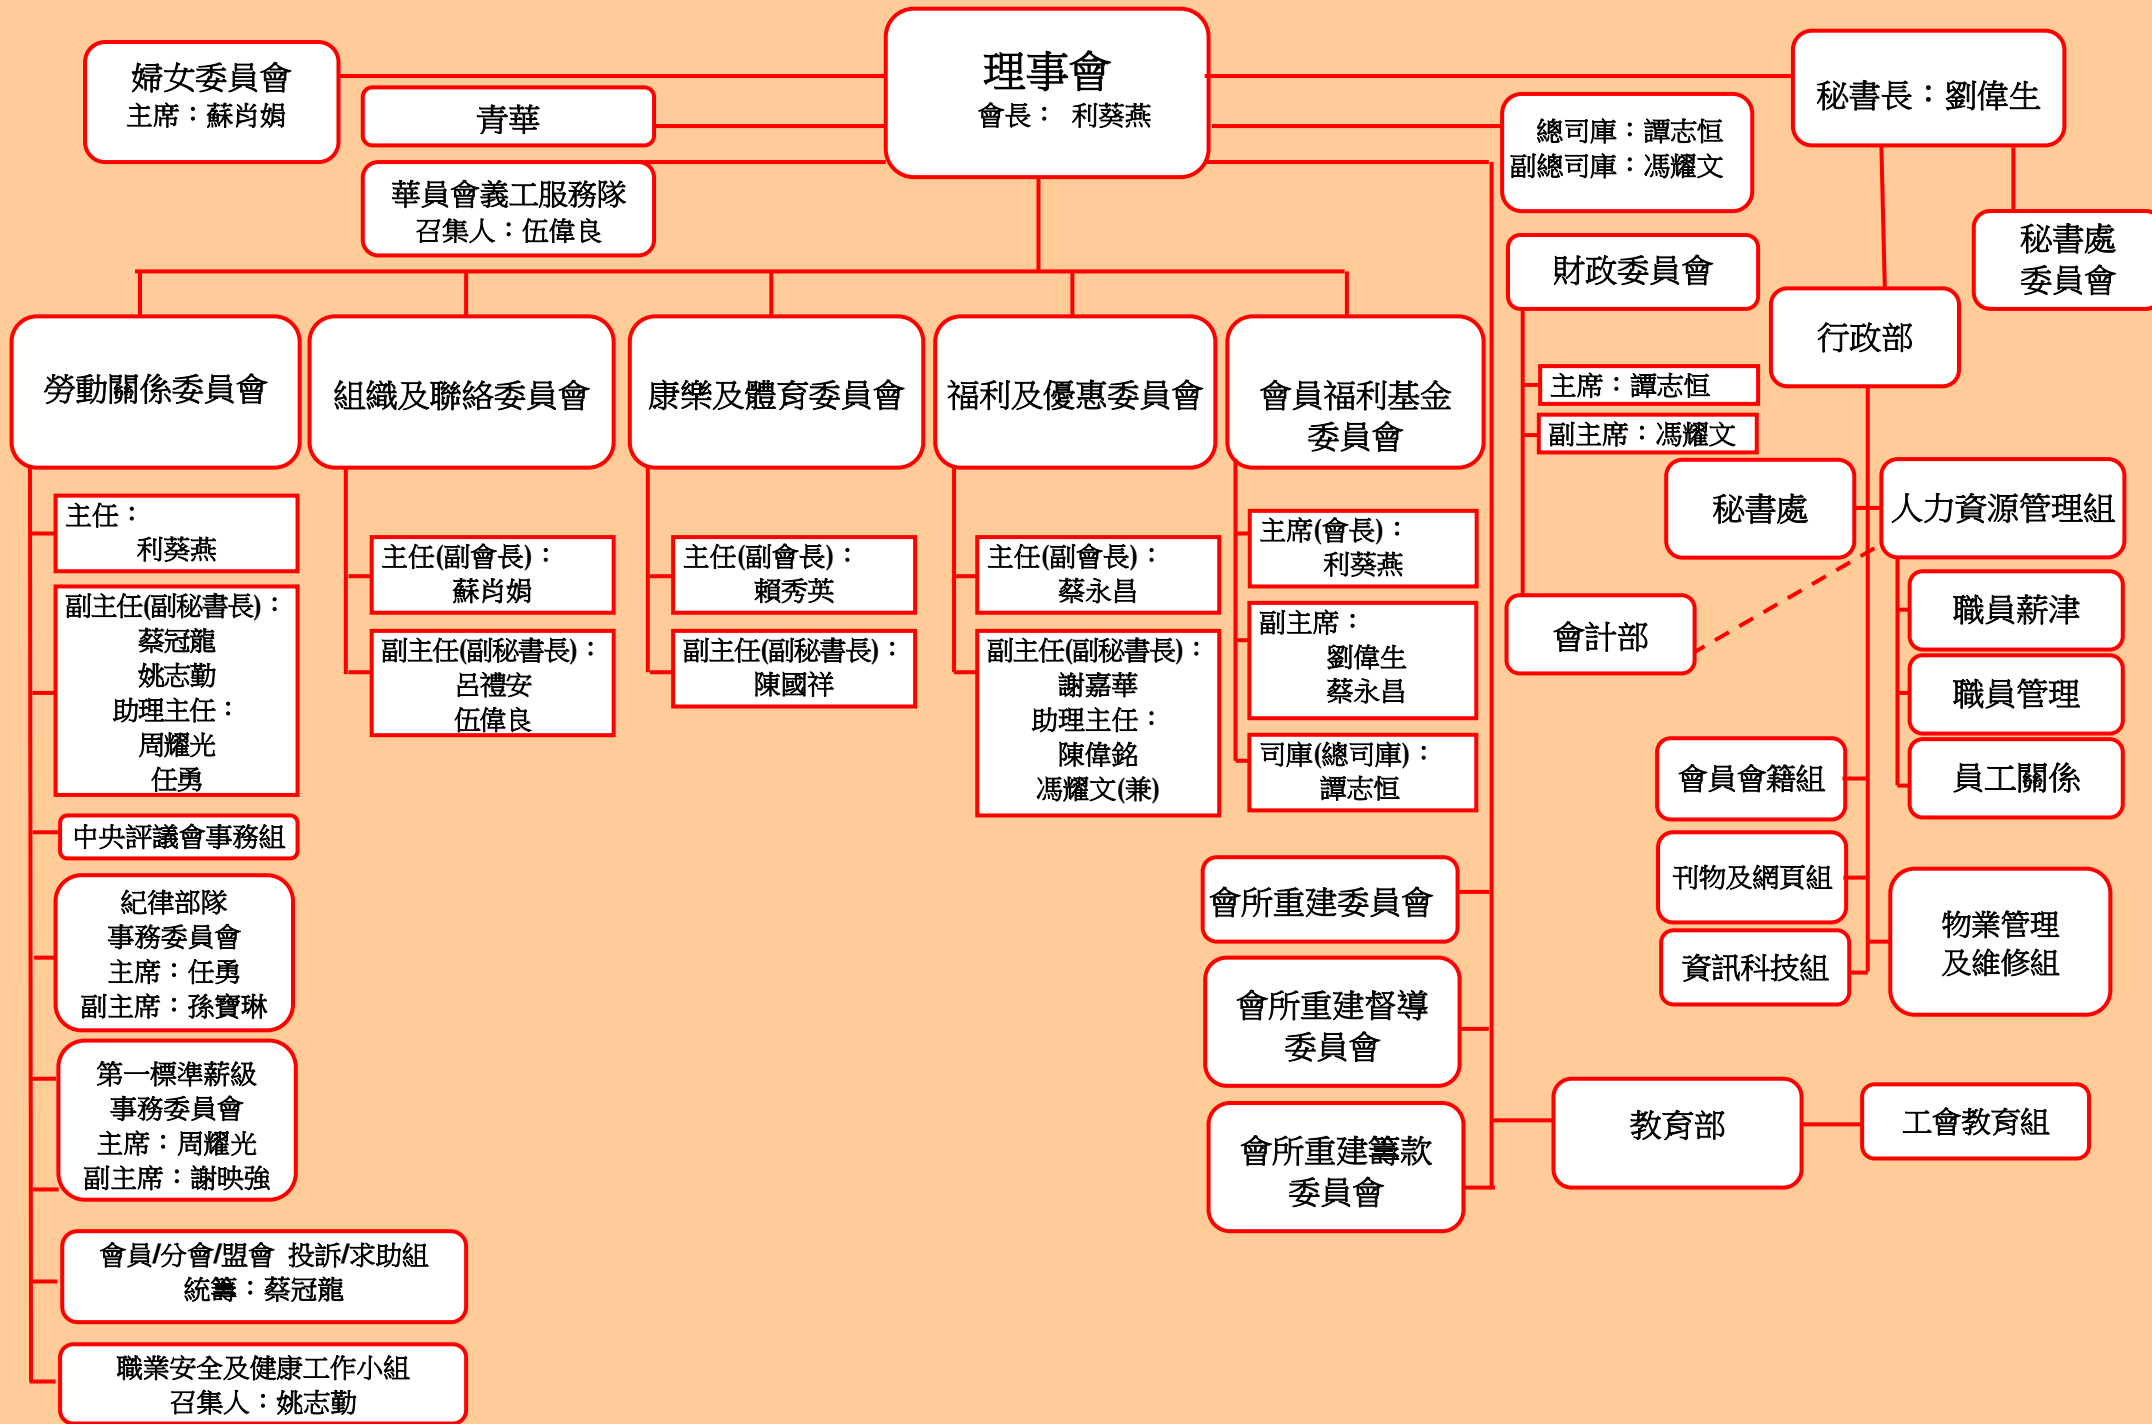 理事會
會長： 利葵燕
婦女委員會
主席：蘇肖娟
青華
華員會義工服務隊
召集人：伍偉良
秘書長：劉偉生
總司庫：譚志恒
副總司庫：馮耀文
秘書處
委員會
財政委員會
主席：譚志恒
副主席：馮耀文
會計部
行政部
秘書處
人力資源管理組
職員薪津
職員管理
員工關係
會員會籍組
刊物及網頁組
資訊科技組
物業管理
及維修組
勞動關係委員會
主任：
利葵燕
副主任(副秘書長)：
蔡冠龍
姚志勤
助理主任：
周耀光
任勇
中央評議會事務組
紀律部隊
事務委員會
主席：任勇
副主席：孫寶琳
第一標準薪級
事務委員會
主席：周耀光
副主席：謝映強
會員/分會/盟會 投訴/求助組
統籌：蔡冠龍
職業安全及健康工作小組
召集人：姚志勤
組織及聯絡委員會
主任(副會長)：
蘇肖娟
副主任(副秘書長)：
呂禮安
伍偉良
康樂及體育委員會
主任(副會長)：
賴秀英
副主任(副秘書長)：
陳國祥
福利及優惠委員會
主任(副會長)：
蔡永昌
副主任(副秘書長)：
謝嘉華
助理主任：
陳偉銘
馮耀文(兼)
會員福利基金
委員會
主席(會長)：
利葵燕
副主席：
劉偉生
蔡永昌
司庫(總司庫)：
譚志恒
會所重建委員會
會所重建督導
委員會
會所重建籌款
委員會
教育部
工會教育組